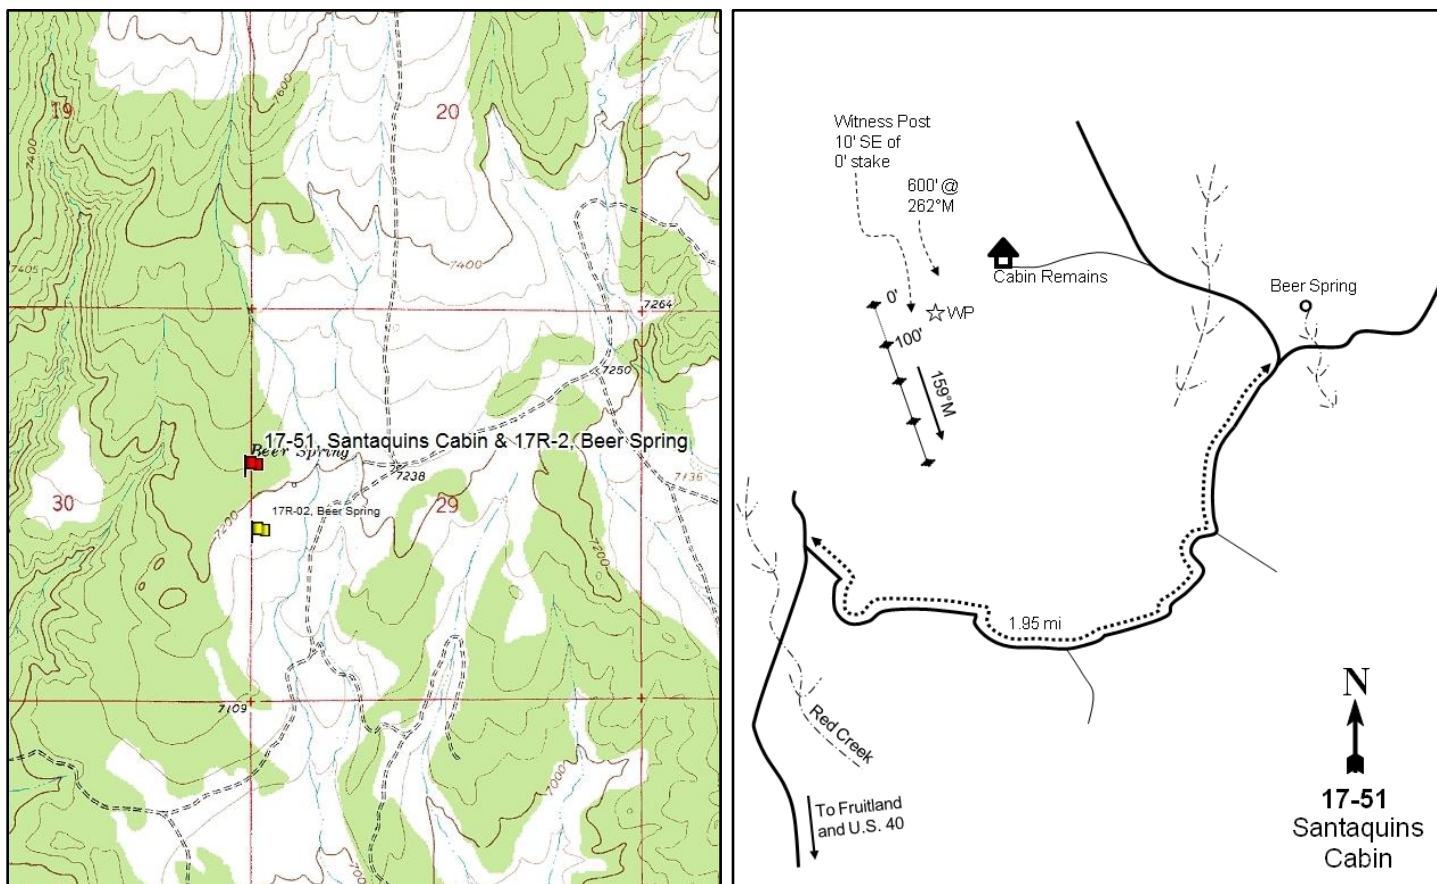 7600
19
20
7400
7405
7400
7264
7250
17-51, Santaquins Cabin & 17R-2, Beer Spring
Beer Spring
7238
7136
30
29
7200
17R-02, Beer Spring
7200
7109
7000
Witness Post
10' SE of
0' stake
600' @
262°M
Cabin Remains
Beer Spring
0'
WP
100'
159°M
1.95 mi
Red Creek
To Fruitland
and U.S. 40
N
17-51
Santaquins
Cabin